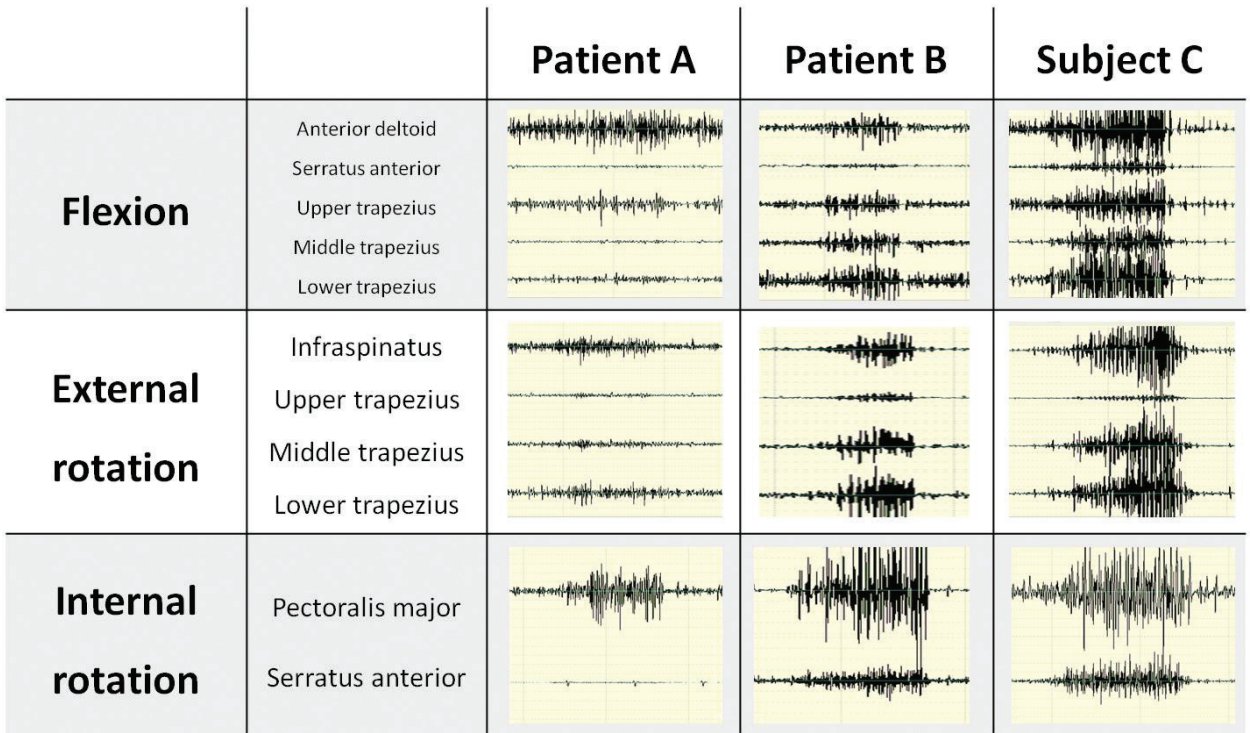 Patient A
Patient B
Subject C
Flexion
Anterior deltoid
Serratus anterior
Upper trapezius
Middle trapezius
Lower trapezius
External
rotation
Infraspinatus
Upper trapezius
Middle trapezius
Lower trapezius
Internal
rotation
Pectoralis major
Serratus anterior